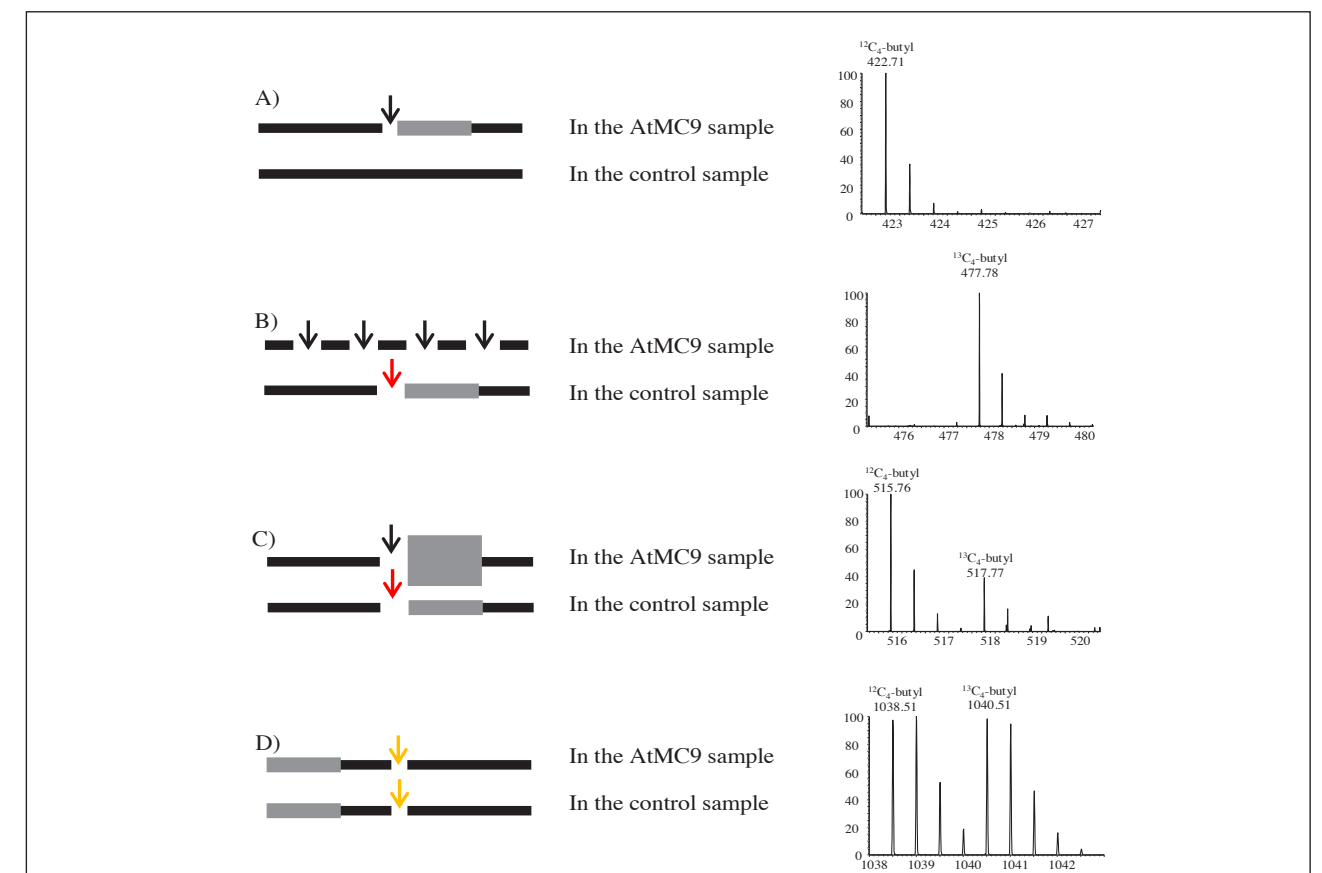 A)
In the AtMC9 sample
In the control sample
¹²C₄-butyl
422.71
100
80
60
40
20
0
423 424 425 426 427
B)
In the AtMC9 sample
In the control sample
¹³C₄-butyl
477.78
100
80
60
40
20
0
476 477 478 479 480
C)
In the AtMC9 sample
In the control sample
¹²C₄-butyl
515.76
¹³C₄-butyl
517.77
100
80
60
40
20
0
516 517 518 519 520
D)
In the AtMC9 sample
In the control sample
¹²C₄-butyl ¹³C₄-butyl
1038.51 1040.51
100
80
60
40
20
0
1038 1039 1040 1041 1042